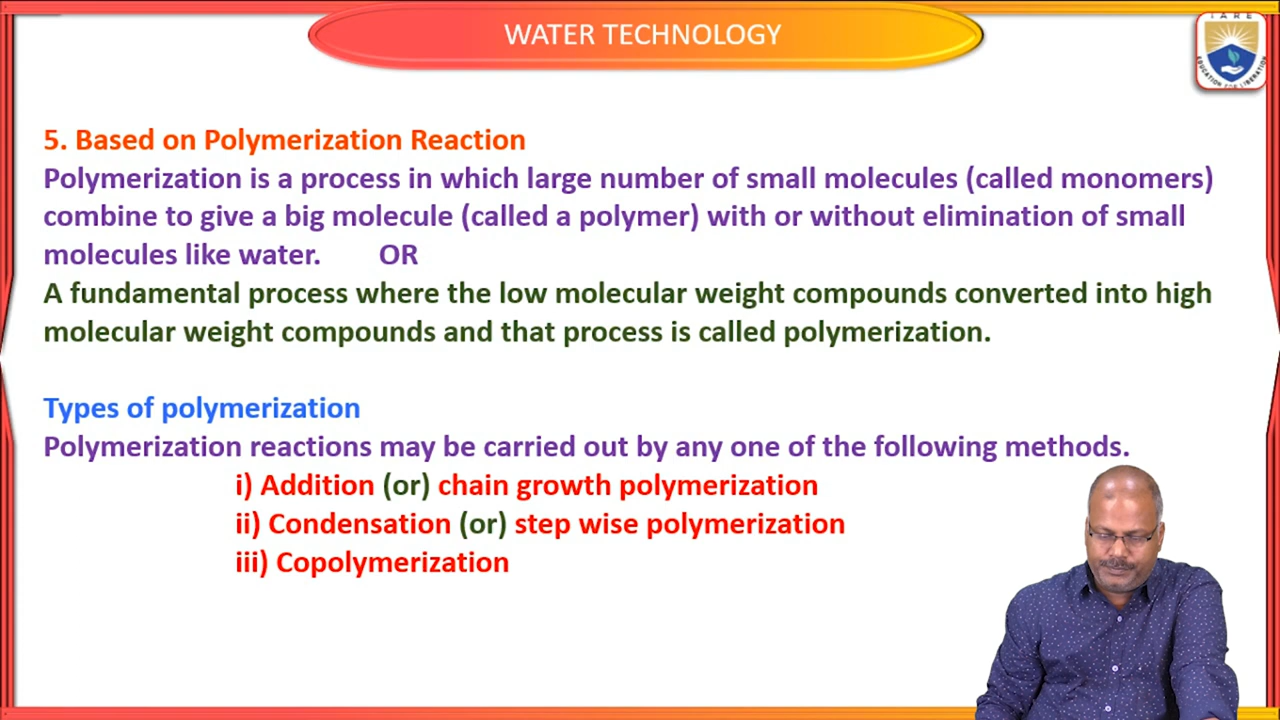 WATER TECHNOLOGY
IARE
EDUCATION FOR LIBERATION
5. Based on Polymerization Reaction
Polymerization is a process in which large number of small molecules (called monomers)
combine to give a big molecule (called a polymer) with or without elimination of small
molecules like water. OR
A fundamental process where the low molecular weight compounds converted into high
molecular weight compounds and that process is called polymerization.
Types of polymerization
Polymerization reactions may be carried out by any one of the following methods.
i) Addition (or) chain growth polymerization
ii) Condensation (or) step wise polymerization
iii) Copolymerization